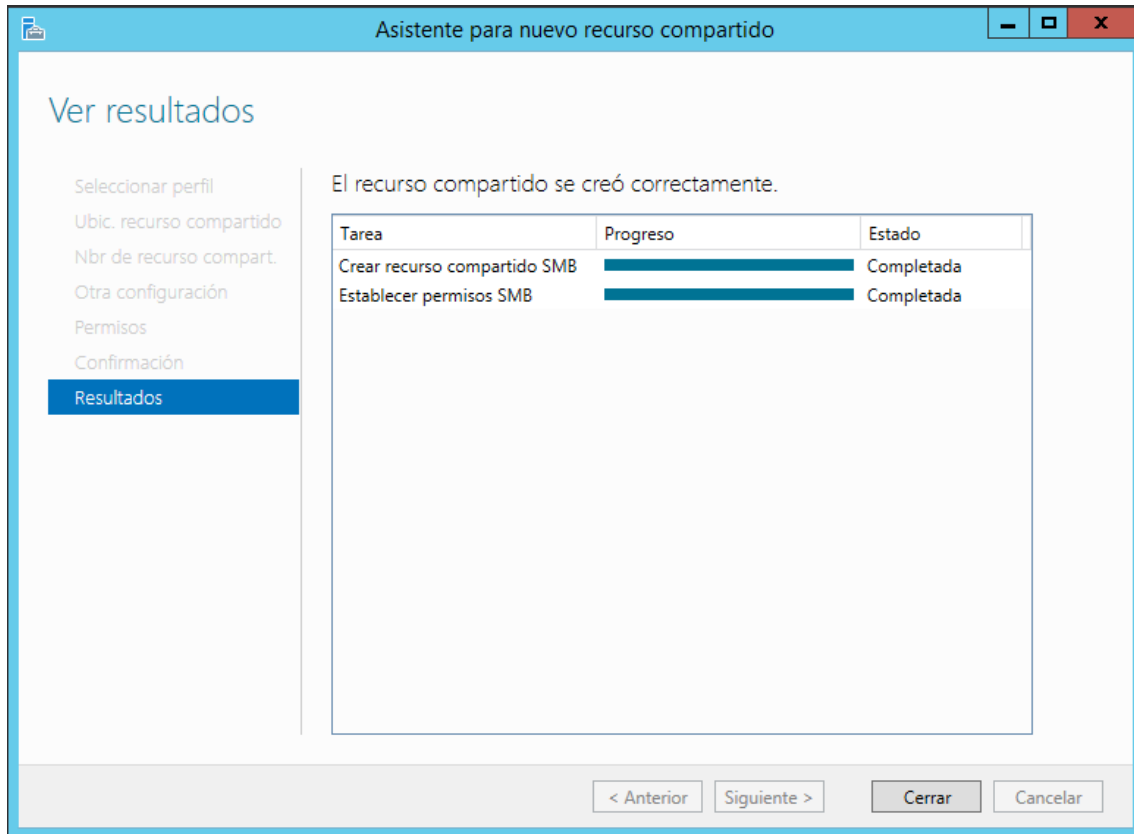 Asistente para nuevo recurso compartido
Ver resultados
Seleccionar perfil
Ubic. recurso compartido
Nbr de recurso compart.
Otra configuración
Permisos
Confirmación
Resultados
El recurso compartido se creó correctamente.
Tarea Progreso Estado
Crear recurso compartido SMB Completada
Establecer permisos SMB Completada
< Anterior Siguiente > Cerrar Cancelar